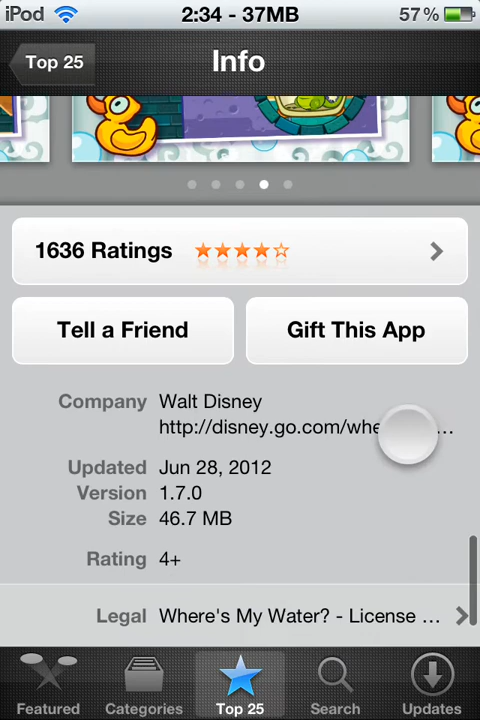 iPod 2:34 - 37MB 57%
Top 25 Info
1636 Ratings
Tell a Friend Gift This App
Company Walt Disney
http://disney.go.com/whe ...
Updated Jun 28, 2012
Version 1.7.0
Size 46.7 MB
Rating 4+
Legal Where's My Water? - License ...
Featured Categories Top 25 Search Updates